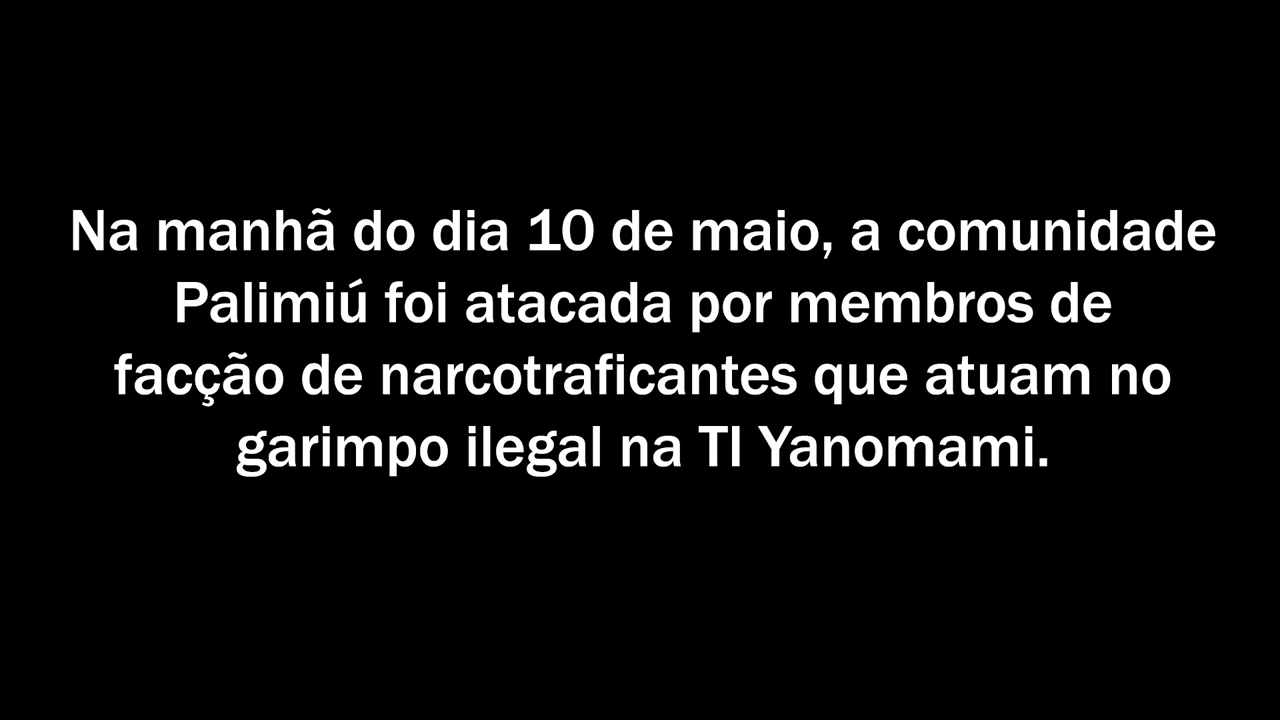 Na manhã do dia 10 de maio, a comunidade
Palimiú foi atacada por membros de
facção de narcotraficantes que atuam no
garimpo ilegal na TI Yanomami.